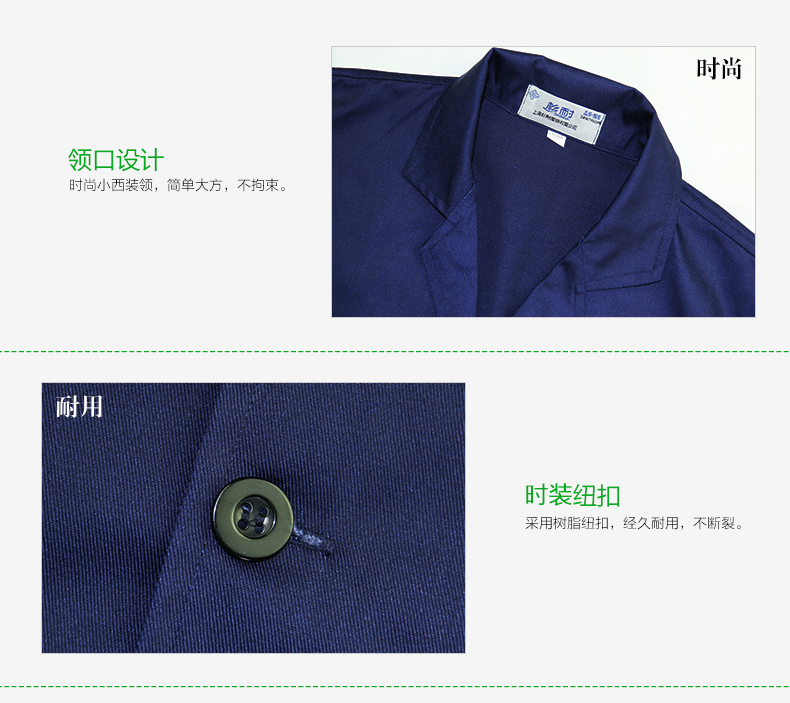 时尚
领口设计
时尚小西装领，简单大方，不拘束。
耐用
时装纽扣
采用树脂纽扣，经久耐用，不断裂。